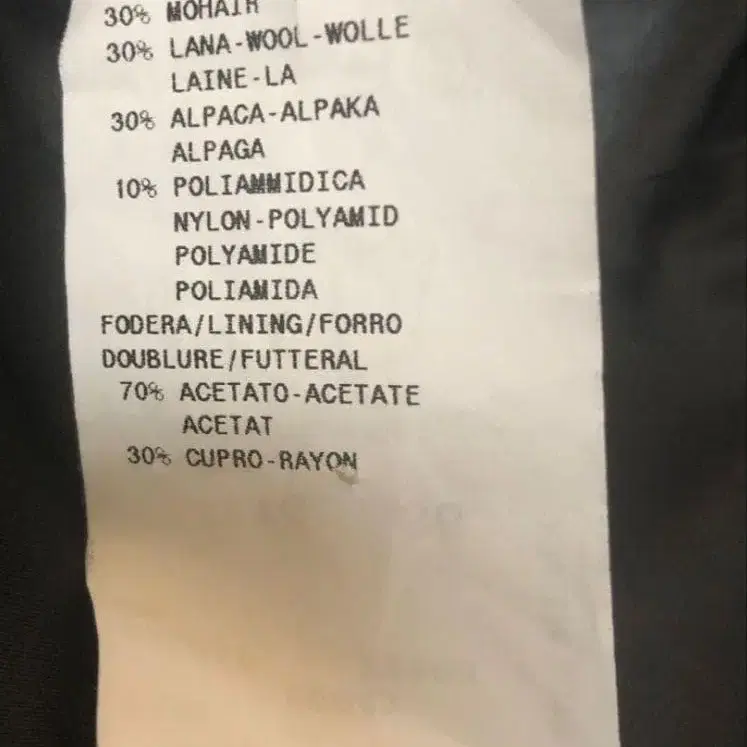 30% MOHAIR
30% LANA-WOOL-WOLLE
LAINE-LA
30% ALPACA-ALPAKA
ALPAGA
10% POLIAMMIDICA
NYLON-POLYAMID
POLYAMIDE
POLIAMIDA
FODERA/LINING/FORRO
DOUBLURE/FUTTERAL
70% ACETATO-ACETATE
ACETAT
30% CUPRO-RAYON